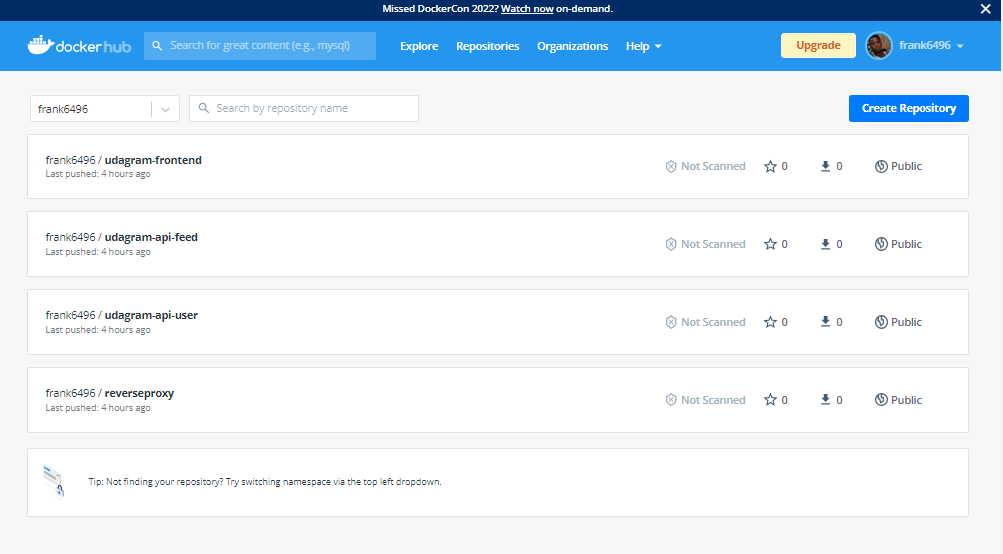 Missed DockerCon 2022? Watch now on-demand.
docker hub Search for great content (e.g., mysql) Explore Repositories Organizations Help Upgrade frank6496
frank6496 Search by repository name Create Repository
frank6496 / udagram-frontend
Last pushed: 4 hours ago
Not Scanned 0 0 Public
frank6496 / udagram-api-feed
Last pushed: 4 hours ago
Not Scanned 0 0 Public
frank6496 / udagram-api-user
Last pushed: 4 hours ago
Not Scanned 0 0 Public
frank6496 / reverseproxy
Last pushed: 4 hours ago
Not Scanned 0 0 Public
Tip: Not finding your repository? Try switching namespace via the top left dropdown.